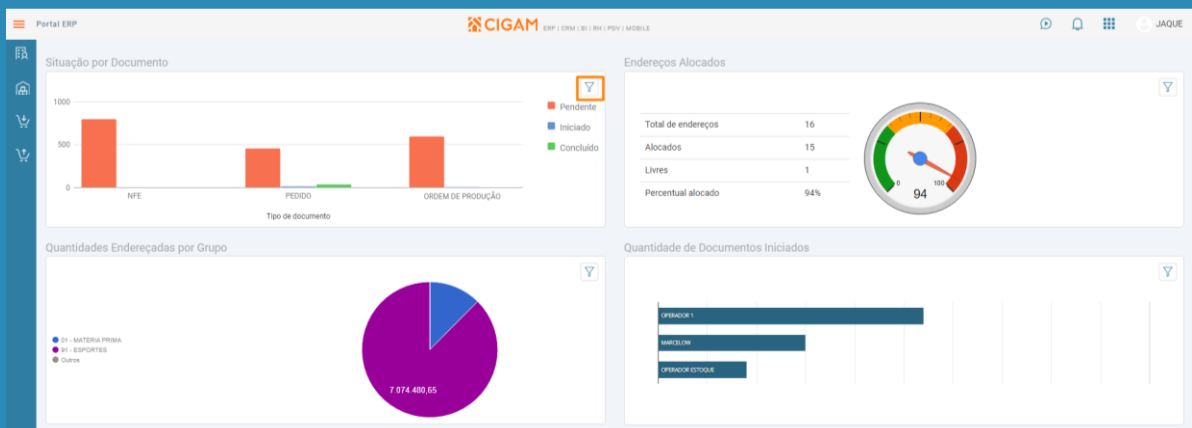 Portal ERP
CIGAM ERP | CRM | BI | RH | PDV | MOBILE
JAQUE
Situação por Documento
1000
500
0
NFE
PEDIDO
ORDEM DE PRODUÇÃO
Tipo de documento
Pendente
Iniciado
Concluído
Endereços Alocados
Total de endereços 16
Alocados 15
Livres 1
Percentual alocado 94%
0
100
94
Quantidades Endereçadas por Grupo
01 - MATERIA PRIMA
91 - ESPORTES
Outros
7.074.480,65
Quantidade de Documentos Iniciados
OPERADOR 1
MARCELOW
OPERADOR ESTOQUE